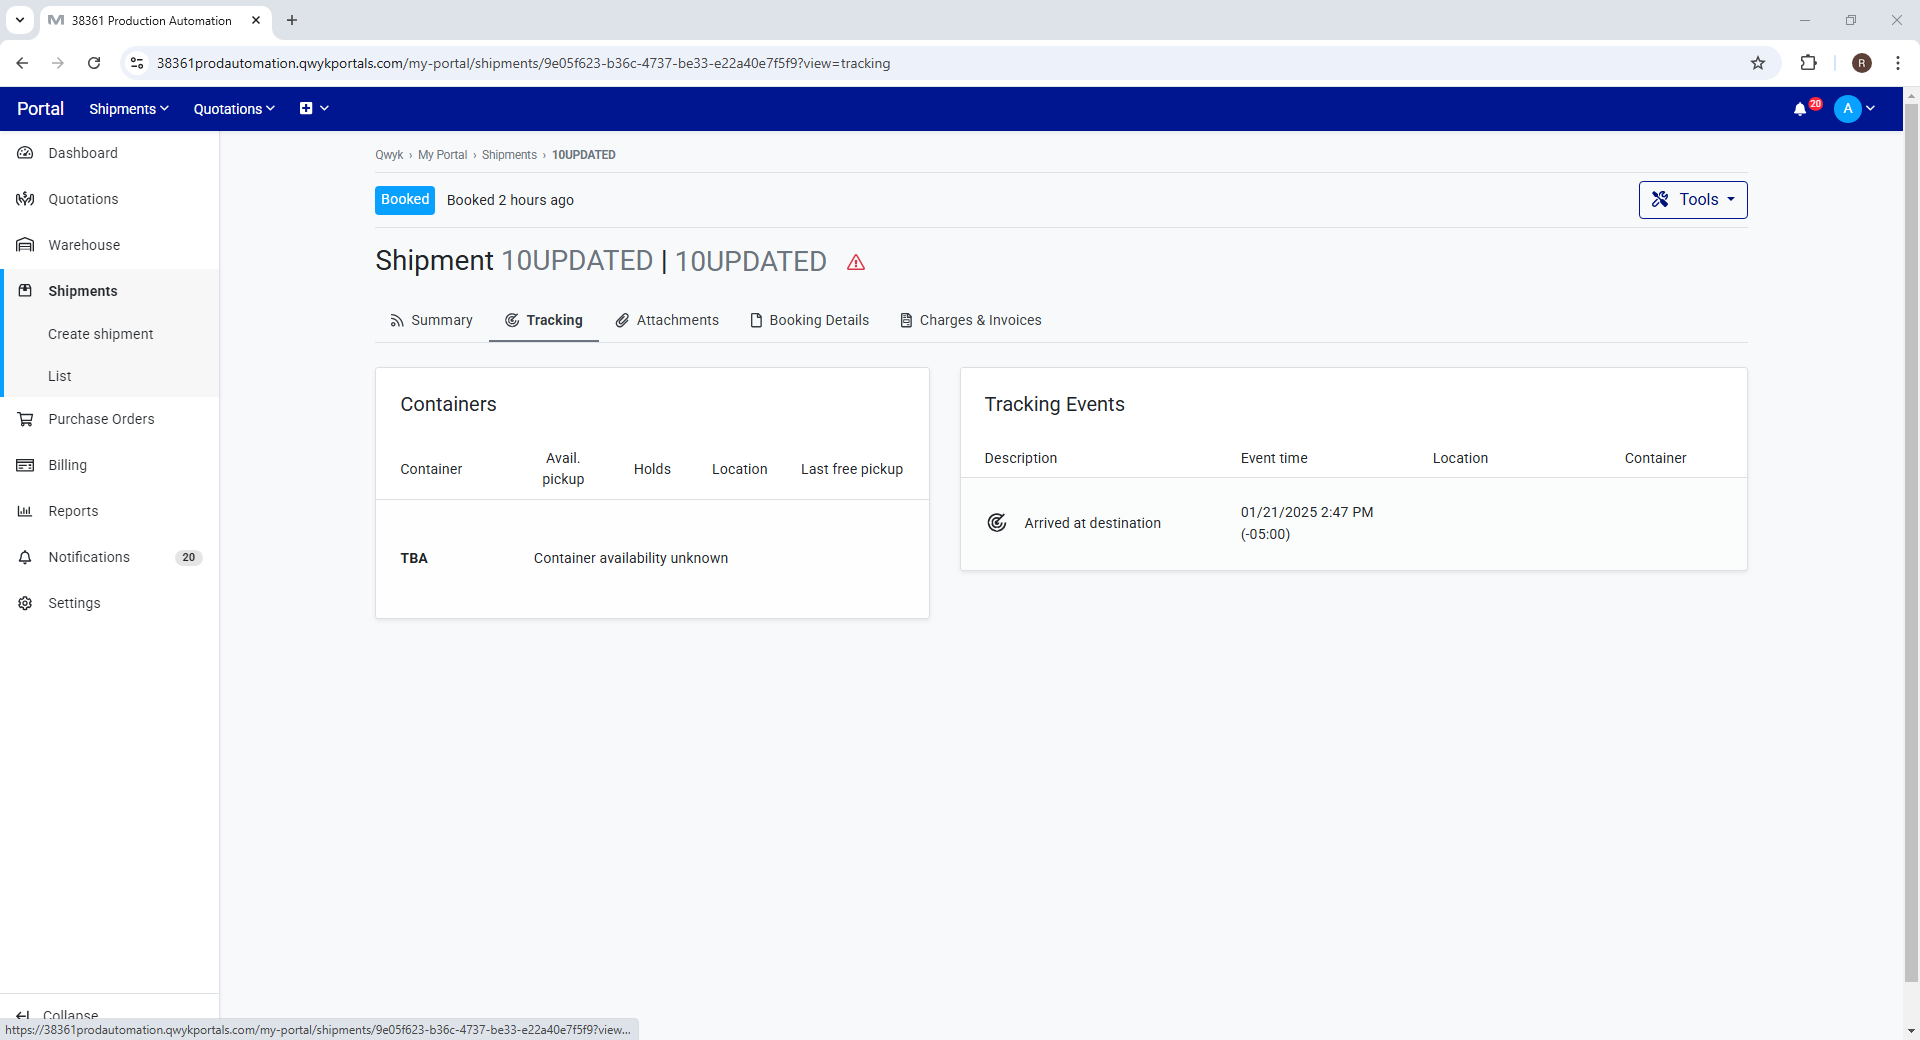 38361 Production Automation
38361prodautomation.qwykportals.com/my-portal/shipments/9e05f623-b36c-4737-be33-e22a40e7f5f9?view=tracking
R
Portal
Shipments
Quotations
20
A
Dashboard
Quotations
Warehouse
Shipments
Create shipment
List
Purchase Orders
Billing
Reports
Notifications 20
Settings
Collapse
Qwyk › My Portal › Shipments › 10UPDATED
Booked Booked 2 hours ago
Tools
Shipment 10UPDATED | 10UPDATED
Summary
Tracking
Attachments
Booking Details
Charges & Invoices
Containers
Container
Avail.
pickup
Holds
Location
Last free pickup
TBA
Container availability unknown
Tracking Events
Description
Event time
Location
Container
Arrived at destination
01/21/2025 2:47 PM
(-05:00)
https://38361prodautomation.qwykportals.com/my-portal/shipments/9e05f623-b36c-4737-be33-e22a40e7f5f9?view...